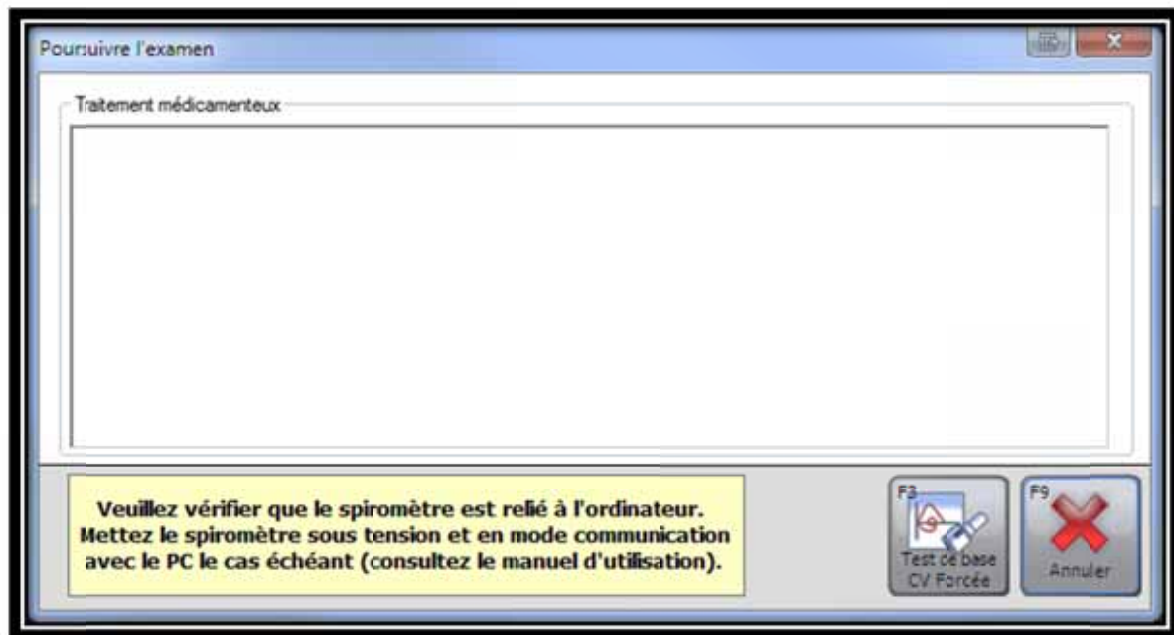 Poursuivre l'examen
Traitement médicamenteux
Veuillez vérifier que le spiromètre est relié à l'ordinateur.
Mettez le spiromètre sous tension et en mode communication
avec le PC le cas échéant (consultez le manuel d'utilisation).
F3
Test de base
CV Forcée
F9
Annuler